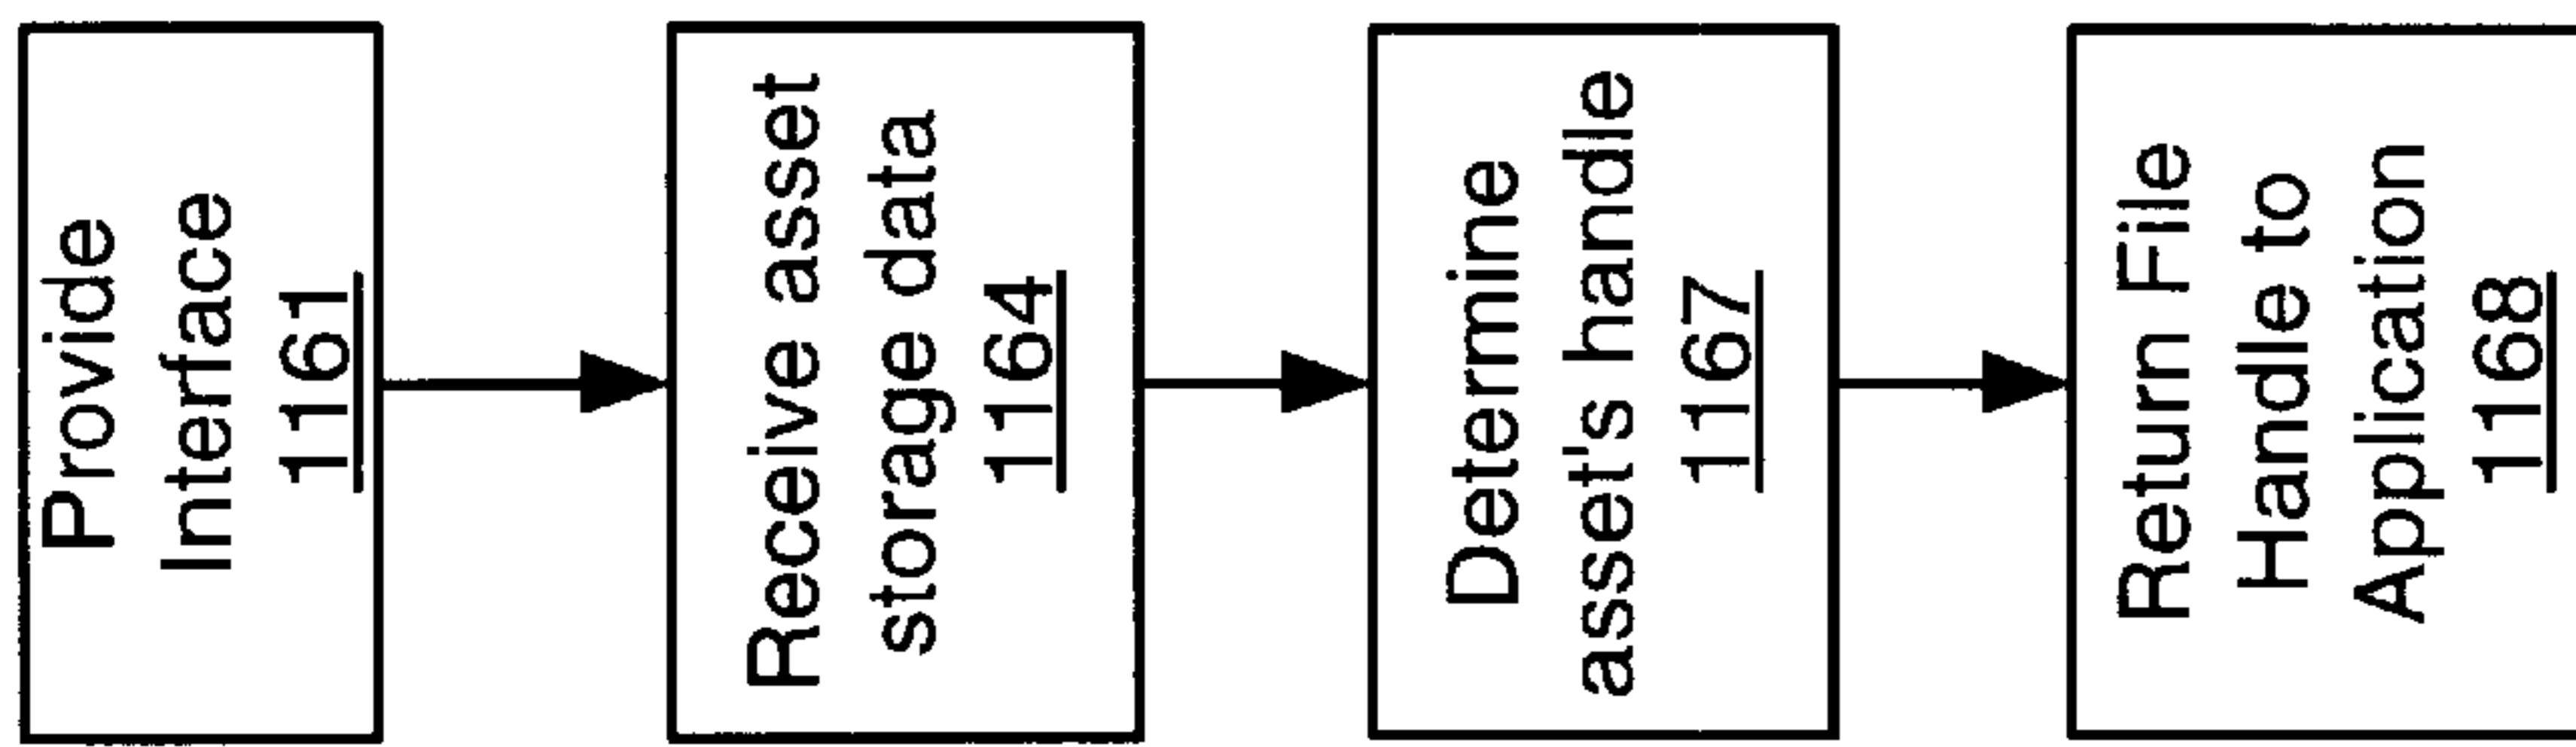 Provide
Interface
1161
Receive asset
storage data
1164
Determine
asset's handle
1167
Return File
Handle to
Application
1168